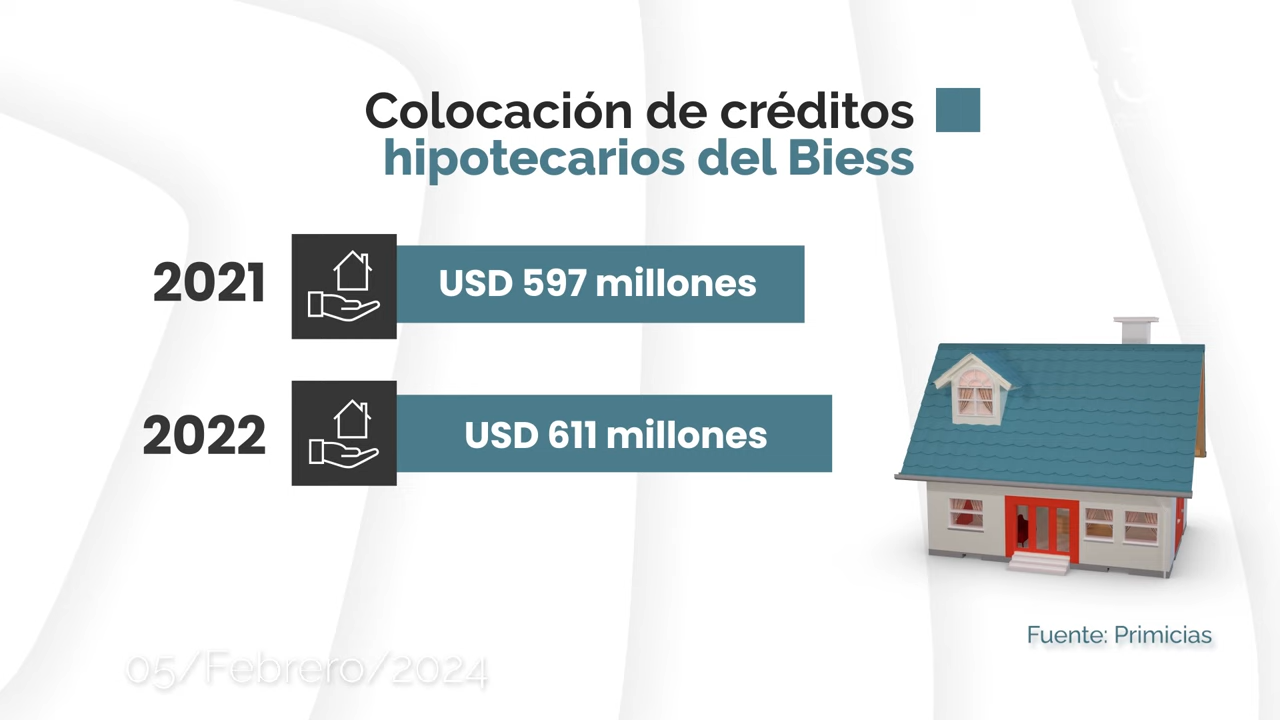 Colocación de créditos
hipotecarios del Biess
2021
USD 597 millones
2022
USD 611 millones
Fuente: Primicias
05/Febrero/2024